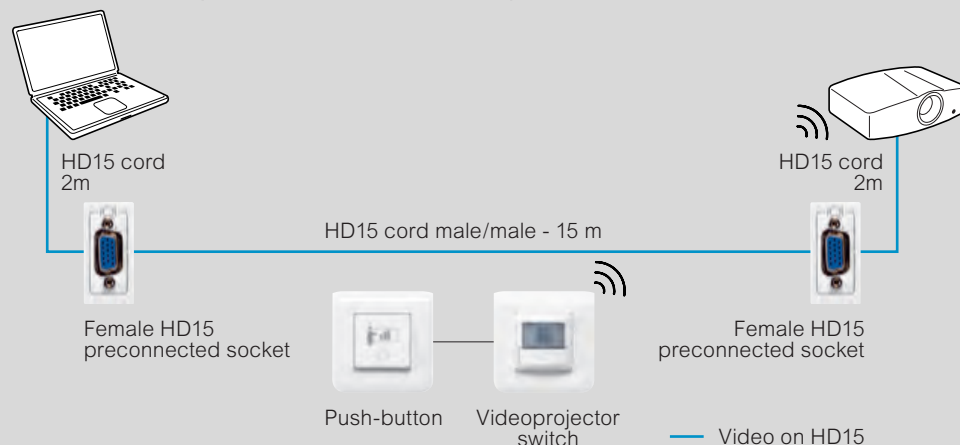 HD15 cord
2m
HD15 cord
2m
HD15 cord male/male - 15 m
Female HD15
preconnected socket
Female HD15
preconnected socket
Push-button
Videoprojector
switch
Video on HD15